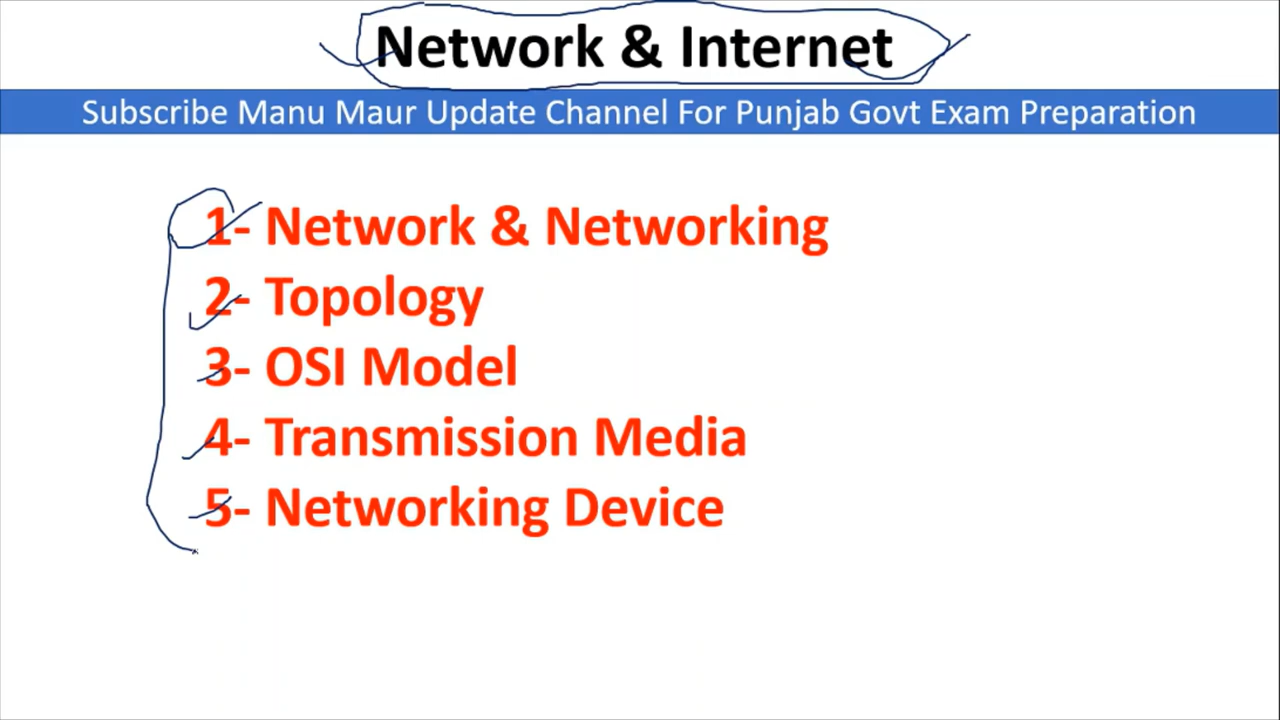 Network & Internet
Subscribe Manu Maur Update Channel For Punjab Govt Exam Preparation
1- Network & Networking
2- Topology
3- OSI Model
4- Transmission Media
5- Networking Device